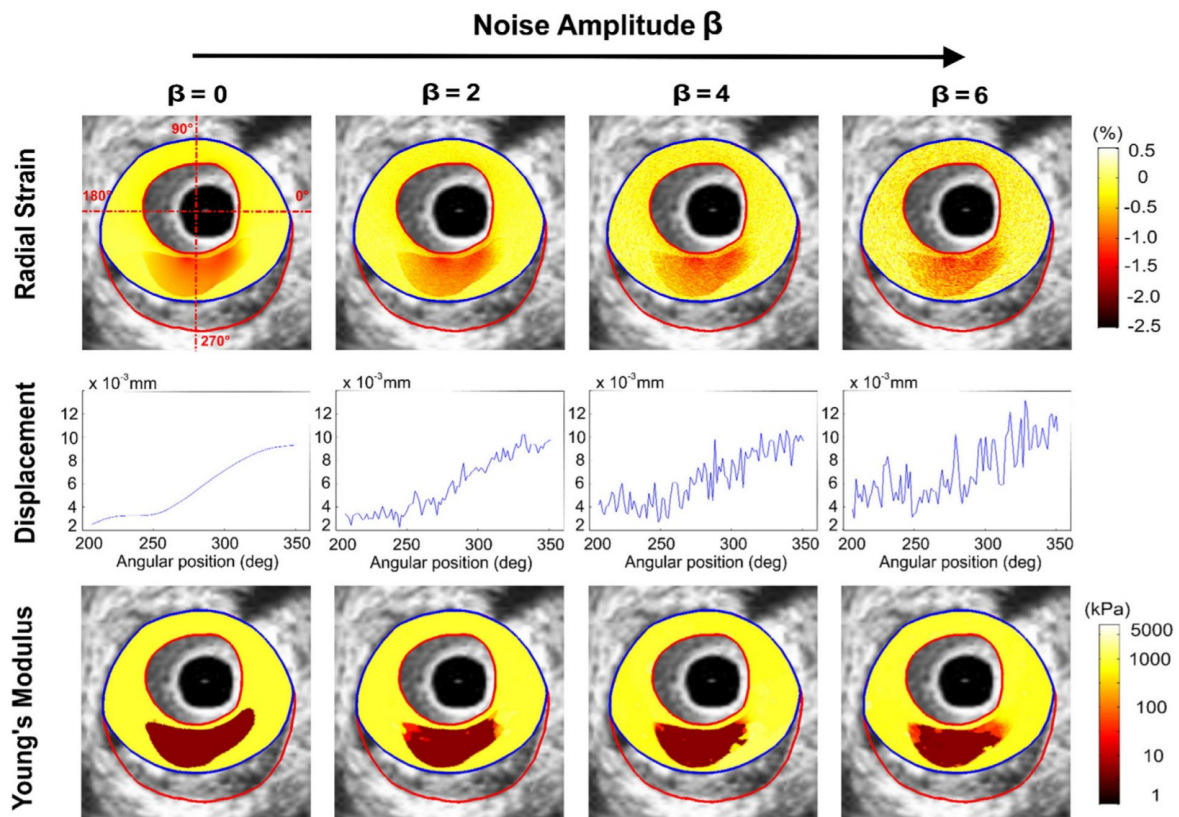 Noise Amplitude β
β = 0
β = 2
β = 4
β = 6
Radial Strain
90°
180°
0°
270°
(%)
0.5
0
-0.5
-1.0
-1.5
-2.0
-2.5
Displacement
x 10-3mm
12
10
8
6
4
2
200 250 300 350
Angular position (deg)
x 10-3mm
12
10
8
6
4
2
200 250 300 350
Angular position (deg)
x 10-3mm
12
10
8
6
4
2
200 250 300 350
Angular position (deg)
x 10-3mm
12
10
8
6
4
2
200 250 300 350
Angular position (deg)
Young's Modulus
(kPa)
5000
1000
100
10
1